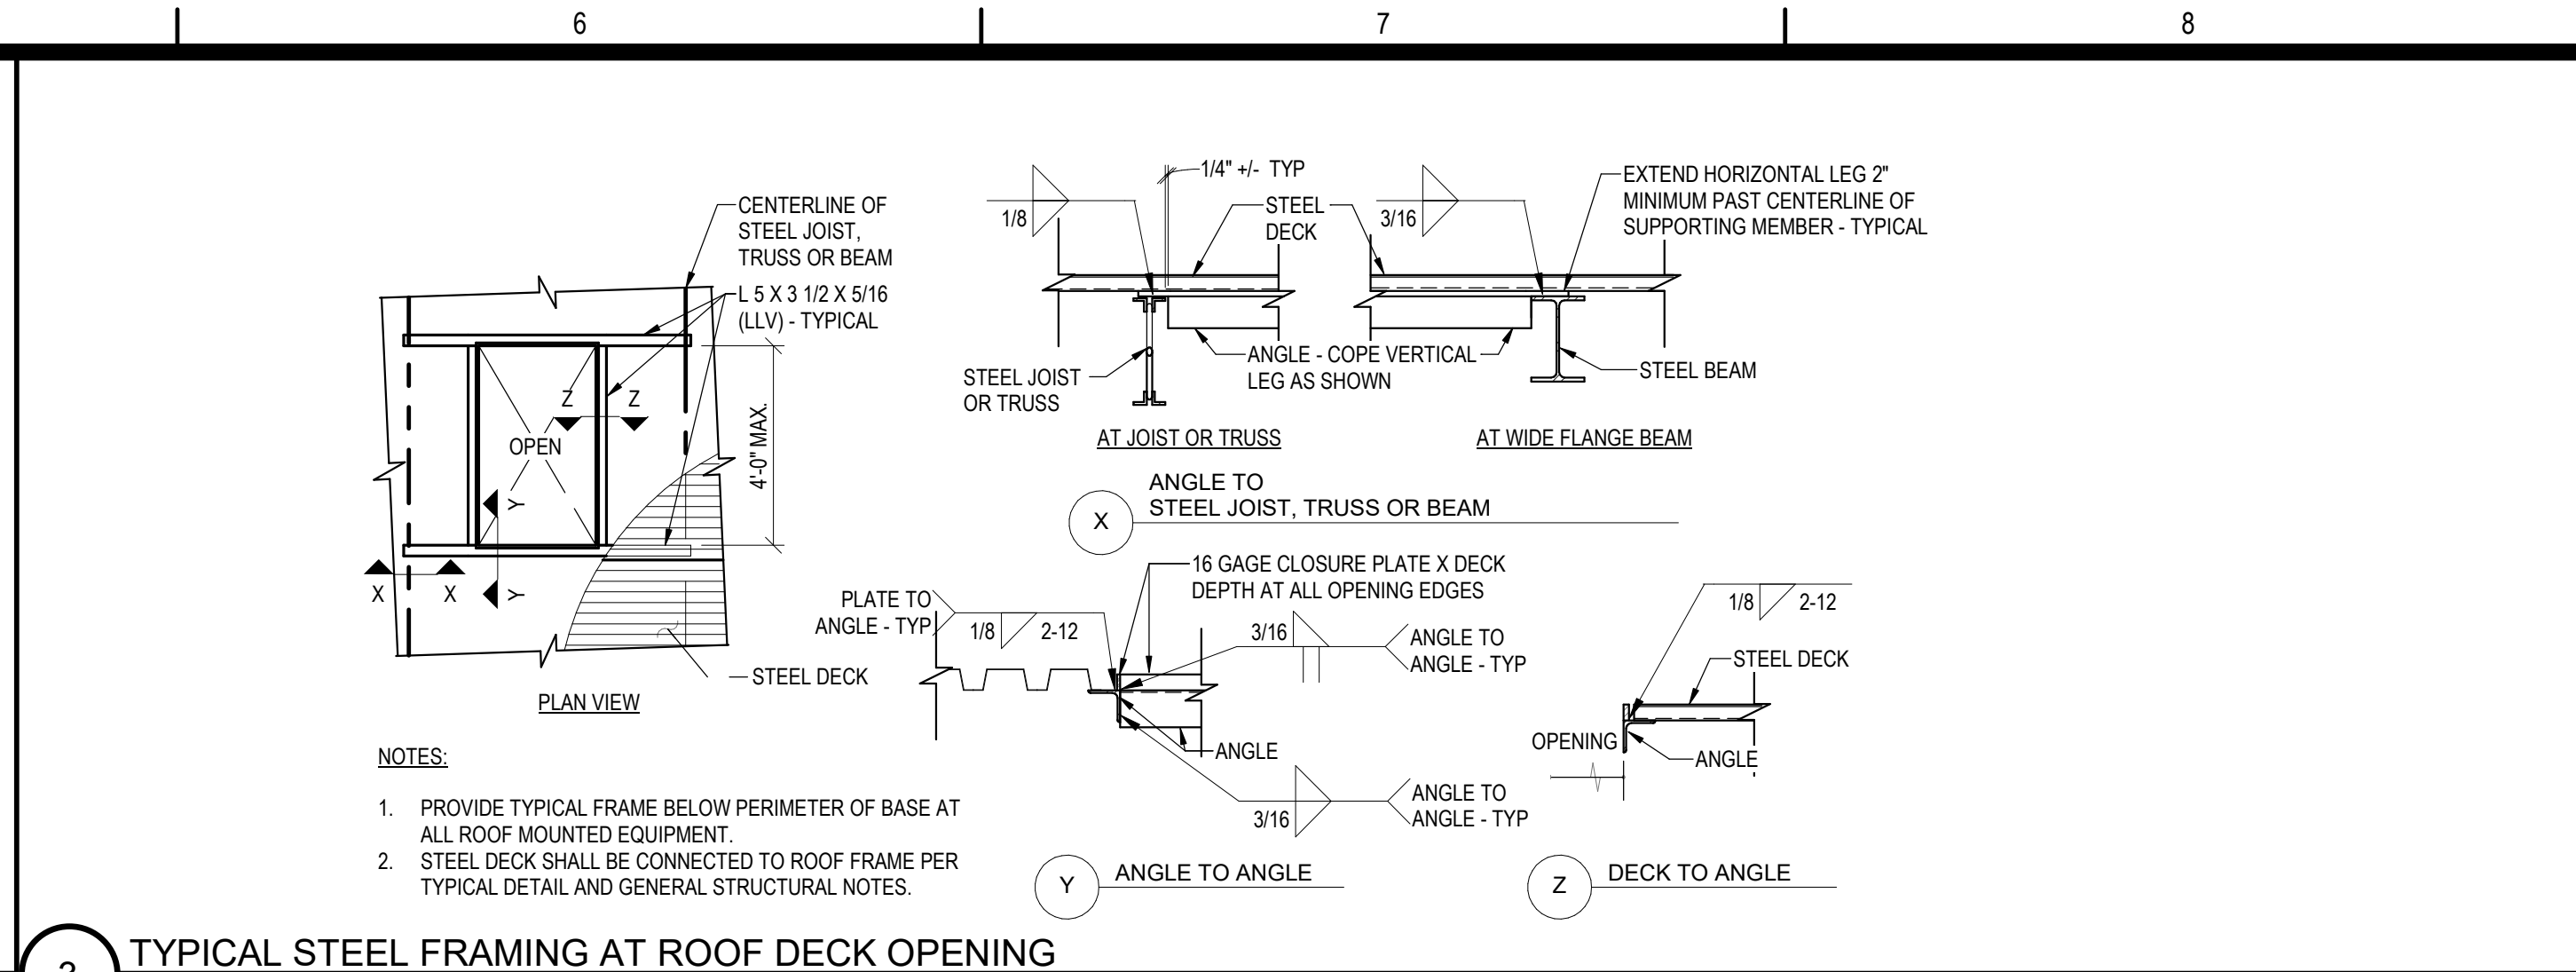 6
7
8
CENTERLINE OF
STEEL JOIST,
TRUSS OR BEAM
L 5 X 3 1/2 X 5/16
(LLV) - TYPICAL
OPEN
Z
Z
Y
Y
X
X
4'-0" MAX.
STEEL DECK
PLAN VIEW
1/8
1/4" +/- TYP
STEEL
DECK
3/16
EXTEND HORIZONTAL LEG 2"
MINIMUM PAST CENTERLINE OF
SUPPORTING MEMBER - TYPICAL
ANGLE - COPE VERTICAL
LEG AS SHOWN
STEEL JOIST
OR TRUSS
STEEL BEAM
AT JOIST OR TRUSS
AT WIDE FLANGE BEAM
X
ANGLE TO
STEEL JOIST, TRUSS OR BEAM
16 GAGE CLOSURE PLATE X DECK
DEPTH AT ALL OPENING EDGES
PLATE TO
ANGLE - TYP
1/8
2-12
3/16
ANGLE TO
ANGLE - TYP
ANGLE
3/16
ANGLE TO
ANGLE - TYP
Y
ANGLE TO ANGLE
1/8
2-12
STEEL DECK
OPENING
ANGLE
Z
DECK TO ANGLE
NOTES:
1. PROVIDE TYPICAL FRAME BELOW PERIMETER OF BASE AT
ALL ROOF MOUNTED EQUIPMENT.
2. STEEL DECK SHALL BE CONNECTED TO ROOF FRAME PER
TYPICAL DETAIL AND GENERAL STRUCTURAL NOTES.
TYPICAL STEEL FRAMING AT ROOF DECK OPENING